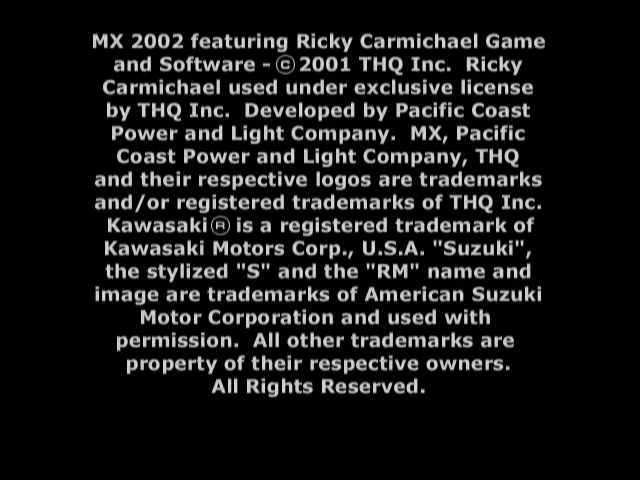 MX 2002 featuring Ricky Carmichael Game
and Software - ©2001 THQ Inc.  Ricky
Carmichael used under exclusive license
by THQ Inc.  Developed by Pacific Coast
Power and Light Company.  MX, Pacific
Coast Power and Light Company, THQ
and their respective logos are trademarks
and/or registered trademarks of THQ Inc.
Kawasaki® is a registered trademark of
Kawasaki Motors Corp., U.S.A. "Suzuki",
the stylized "S" and the "RM" name and
image are trademarks of American Suzuki
Motor Corporation and used with
permission.  All other trademarks are
property of their respective owners.
All Rights Reserved.